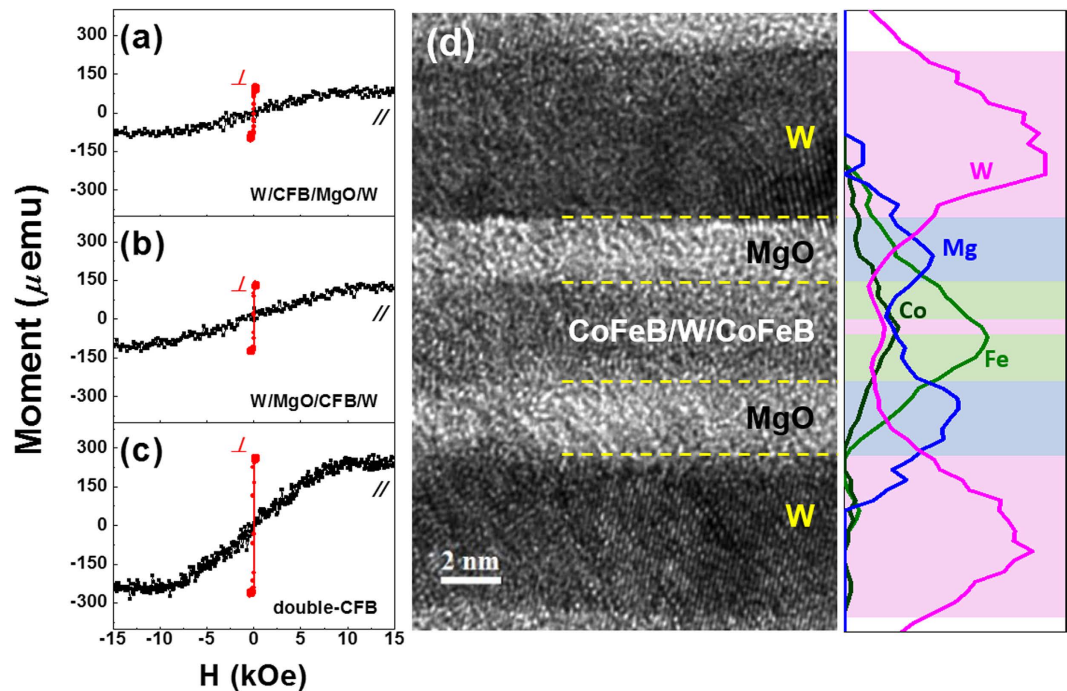 Moment (μemu)
(a)
300
150
0
-150
-300
⊥
//
W/CFB/MgO/W
(b)
300
150
0
-150
-300
⊥
//
W/MgO/CFB/W
(c)
300
150
0
-150
-300
⊥
//
double-CFB
-15 -10 -5 0 5 10 15
H (kOe)
(d)
W
MgO
CoFeB/W/CoFeB
MgO
W
2 nm
W
Mg
Co
Fe